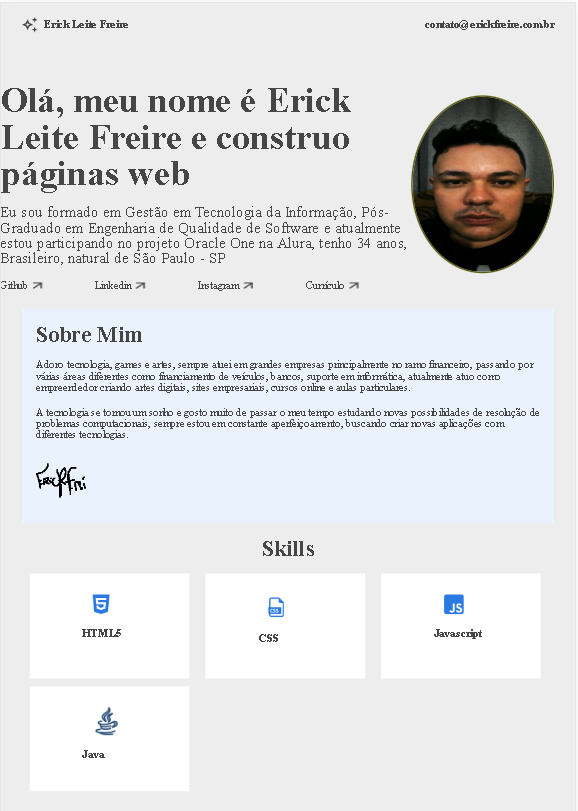 Erick Leite Freire
contato@erickfreire.com.br
Olá, meu nome é Erick
Leite Freire e construo
páginas web
Eu sou formado em Gestão em Tecnologia da Informação, Pós-
Graduado em Engenharia de Qualidade de Software e atualmente
estou participando no projeto Oracle One na Alura, tenho 34 anos,
Brasileiro, natural de São Paulo - SP
Github
Linkedin
Instagram
Currículo
Sobre Mim
Adoro tecnologia, games e artes, sempre atuei em grandes empresas principalmente no ramo financeiro, passando por
várias áreas diferentes como financiamento de veículos, bancos, suporte em informática, atualmente atuo como
empreendedor criando artes digitais, sites empresariais, cursos online e aulas particulares.
A tecnologia se tornou um sonho e gosto muito de passar o meu tempo estudando novas possibilidades de resolução de
problemas computacionais, sempre estou em constante aperfeiçoamento, buscando criar novas aplicações com
diferentes tecnologias.
Skills
5
HTML5
CSS
CSS
JS
Javascript
Java